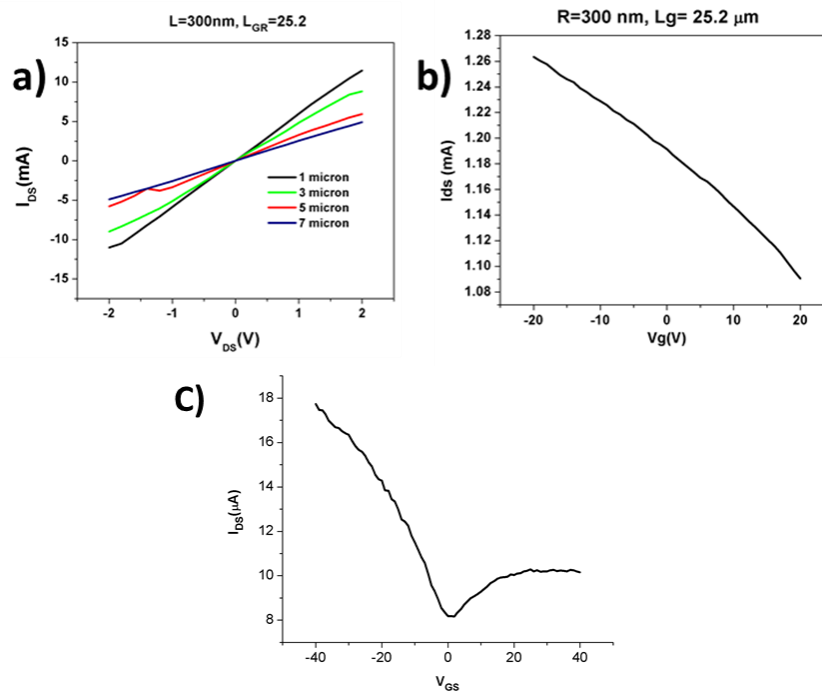 L=300nm, L_GR=25.2
a)
15
10
5
0
-5
-10
-15
I_DS(mA)
1 micron
3 micron
5 micron
7 micron
-2
-1
0
1
2
V_DS(V)
R=300 nm, Lg= 25.2 µm
b)
1.28
1.26
1.24
1.22
1.20
1.18
1.16
1.14
1.12
1.10
1.08
Ids (mA)
-20
-10
0
10
20
Vg(V)
C)
18
16
14
12
10
8
I_DS(µA)
-40
-20
0
20
40
V_GS